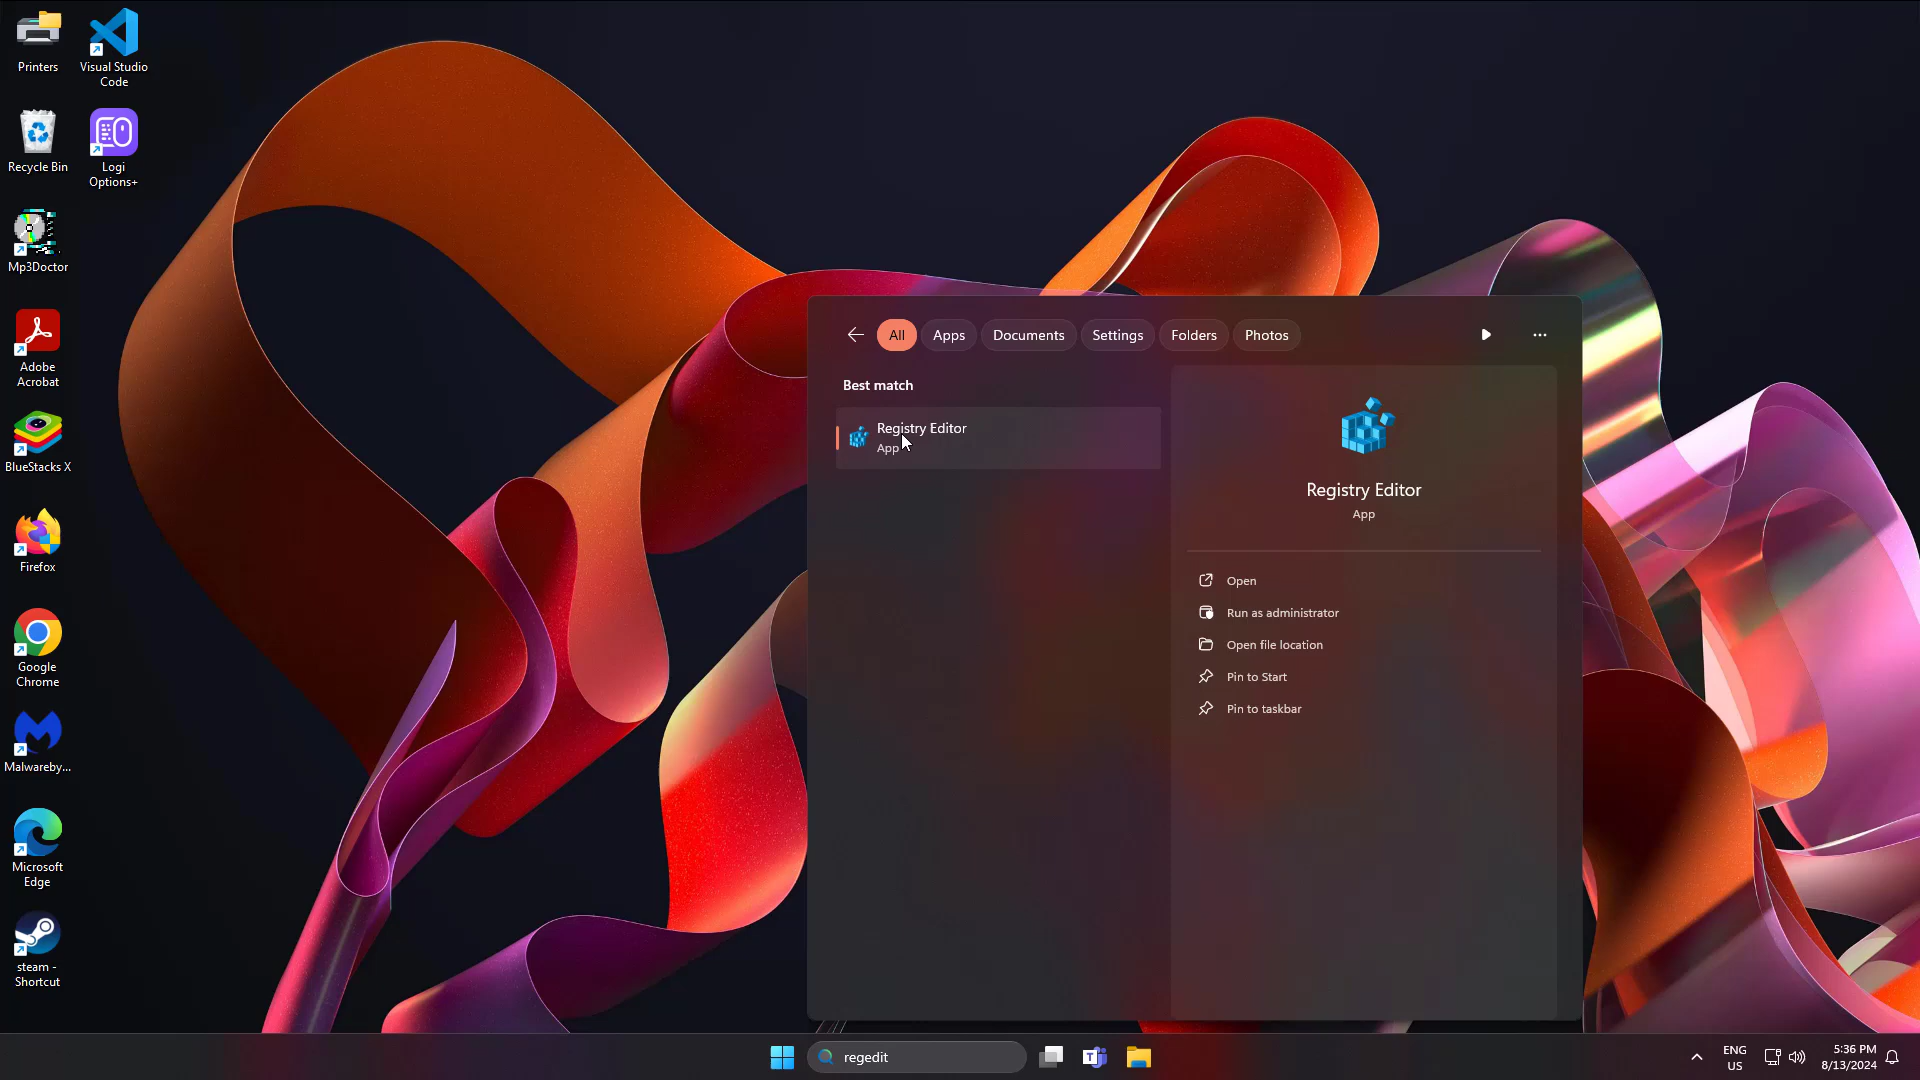 Printers
Visual Studio
Code
Recycle Bin
Logi
Options+
Mp3Doctor
Adobe
Acrobat
BlueStacks X
Firefox
Google
Chrome
Malwareby...
Microsoft
Edge
steam -
Shortcut
All
Apps
Documents
Settings
Folders
Photos
Best match
Registry Editor
App
Registry Editor
App
Open
Run as administrator
Open file location
Pin to Start
Pin to taskbar
regedit
ENG
US
5:36 PM
8/13/2024